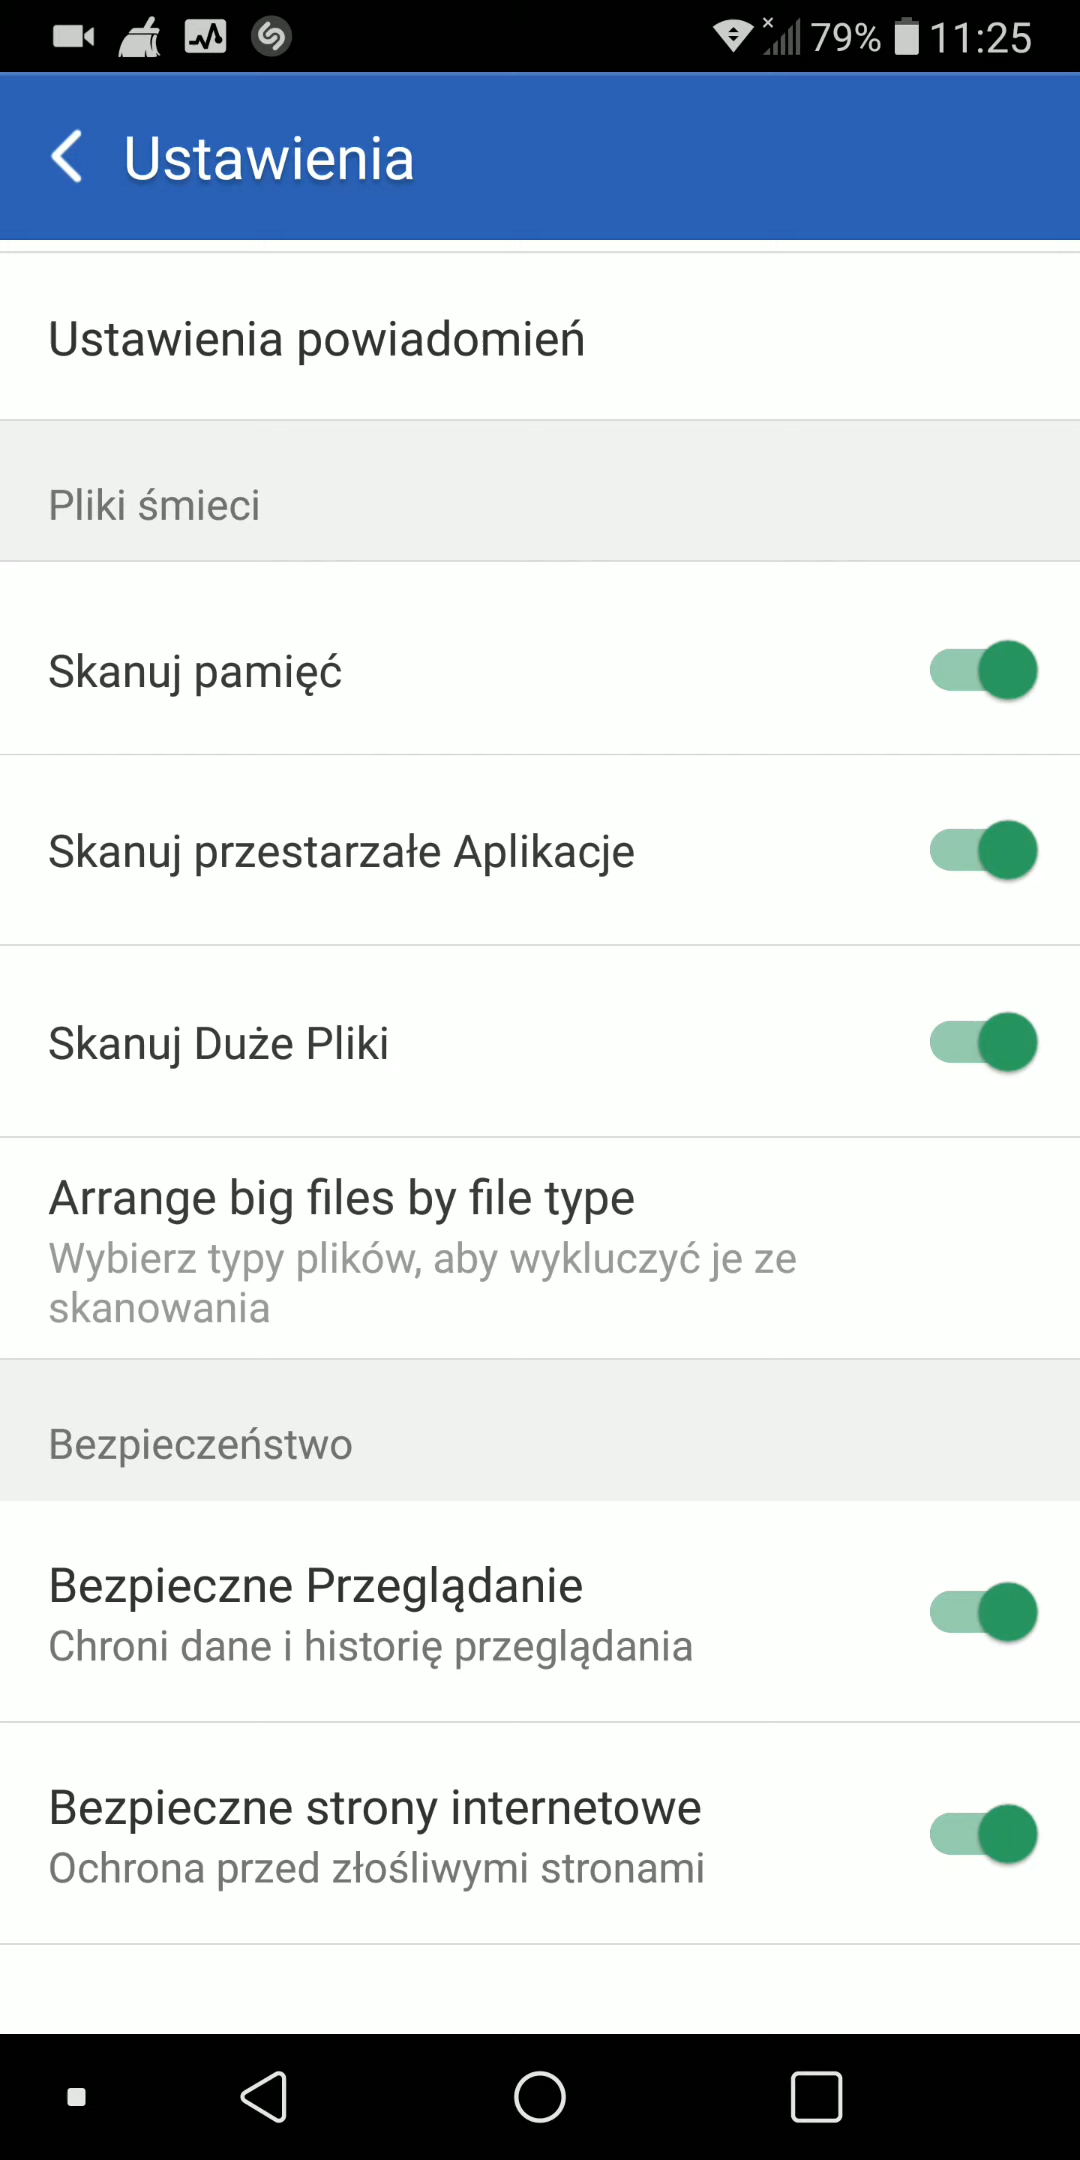 79% 11:25
Ustawienia
Ustawienia powiadomień
Pliki śmieci
Skanuj pamięć
Skanuj przestarzałe Aplikacje
Skanuj Duże Pliki
Arrange big files by file type
Wybierz typy plików, aby wykluczyć je ze
skanowania
Bezpieczeństwo
Bezpieczne Przeglądanie
Chroni dane i historię przeglądania
Bezpieczne strony internetowe
Ochrona przed złośliwymi stronami